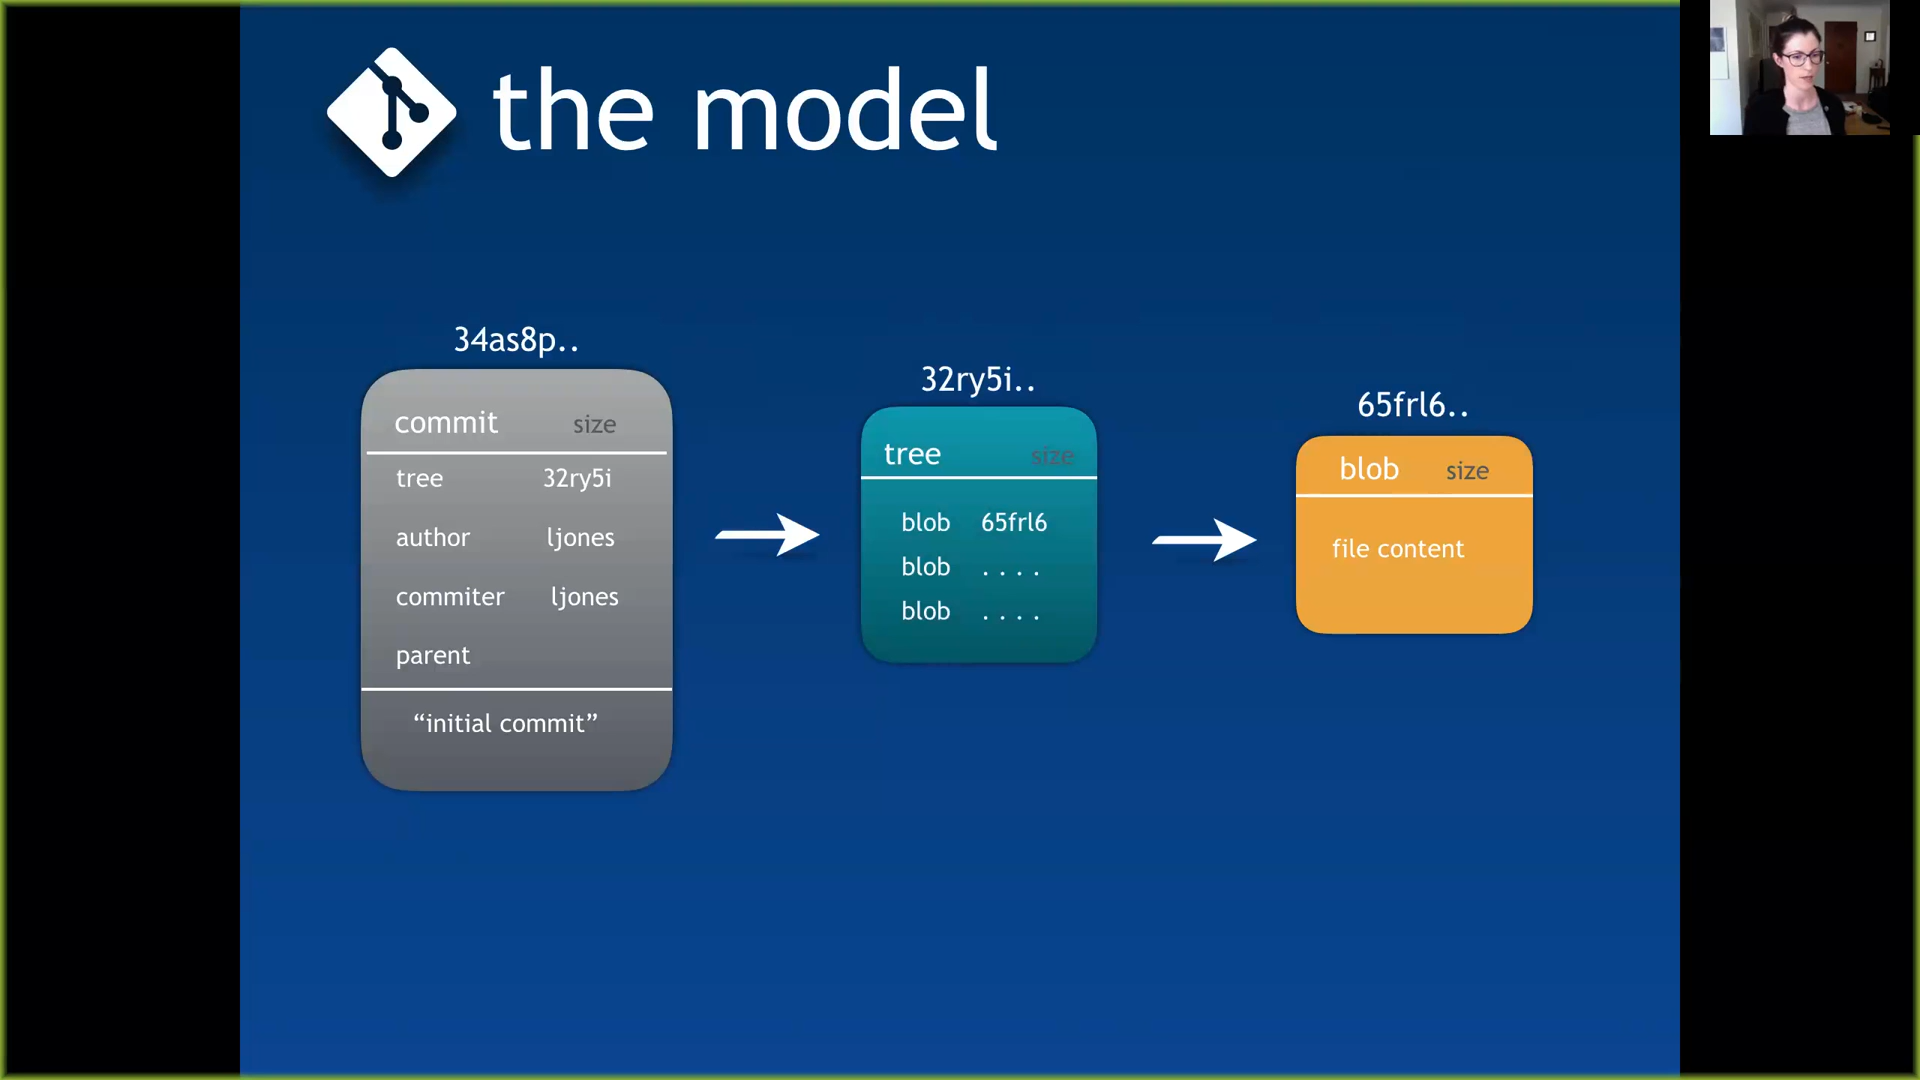 the model
34as8p..
commit size
tree 32ry5i
author ljones
commiter ljones
parent
“initial commit”
32ry5i..
tree size
blob 65frl6
blob ....
blob ....
65frl6..
blob size
file content